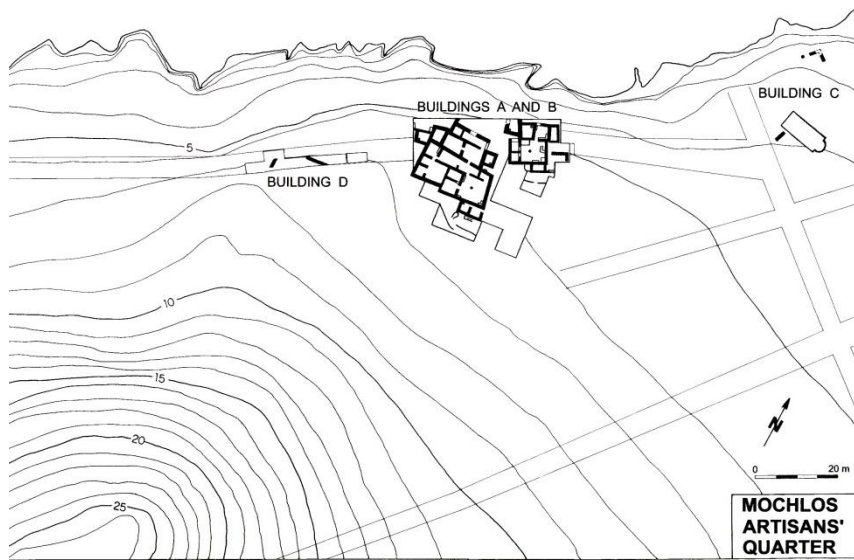 BUILDINGS A AND B
BUILDING C
5
BUILDING D
10
15
20
25
N
0 20 m
MOCHLOS
ARTISANS'
QUARTER